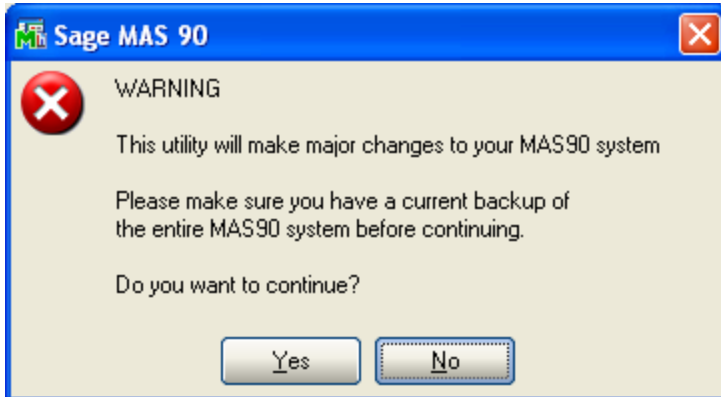 Sage MAS 90
WARNING
This utility will make major changes to your MAS90 system
Please make sure you have a current backup of
the entire MAS90 system before continuing.
Do you want to continue?
Yes
No